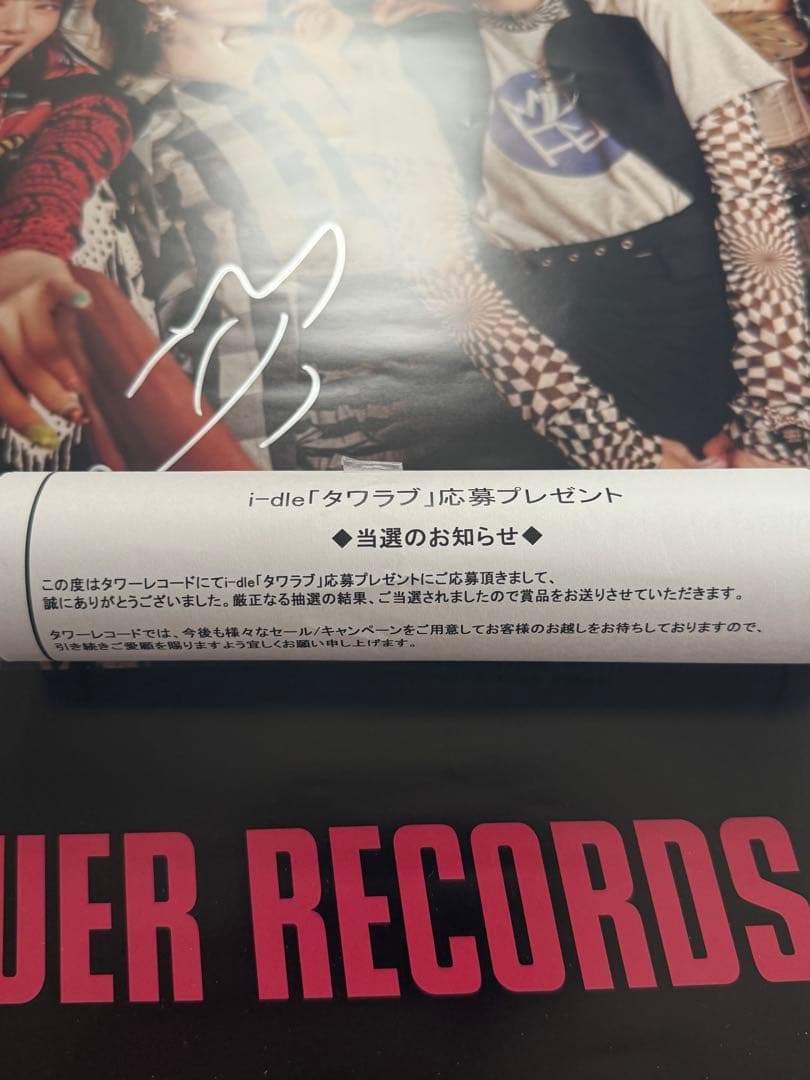 i-dle「タワラブ」応募プレゼント
◆当選のお知らせ◆
この度はタワーレコードにてi-dle「タワラブ」応募プレゼントにご応募頂きまして、
誠にありがとうございました。厳正なる抽選の結果、ご当選されましたので賞品をお送りさせていただきます。
タワーレコードでは、今後も様々なセール/キャンペーンをご用意してお客様のお越しをお待ちしておりますので、
引き続きご愛顧を賜りますよう宜しくお願い申し上げます。
UER RECORDS